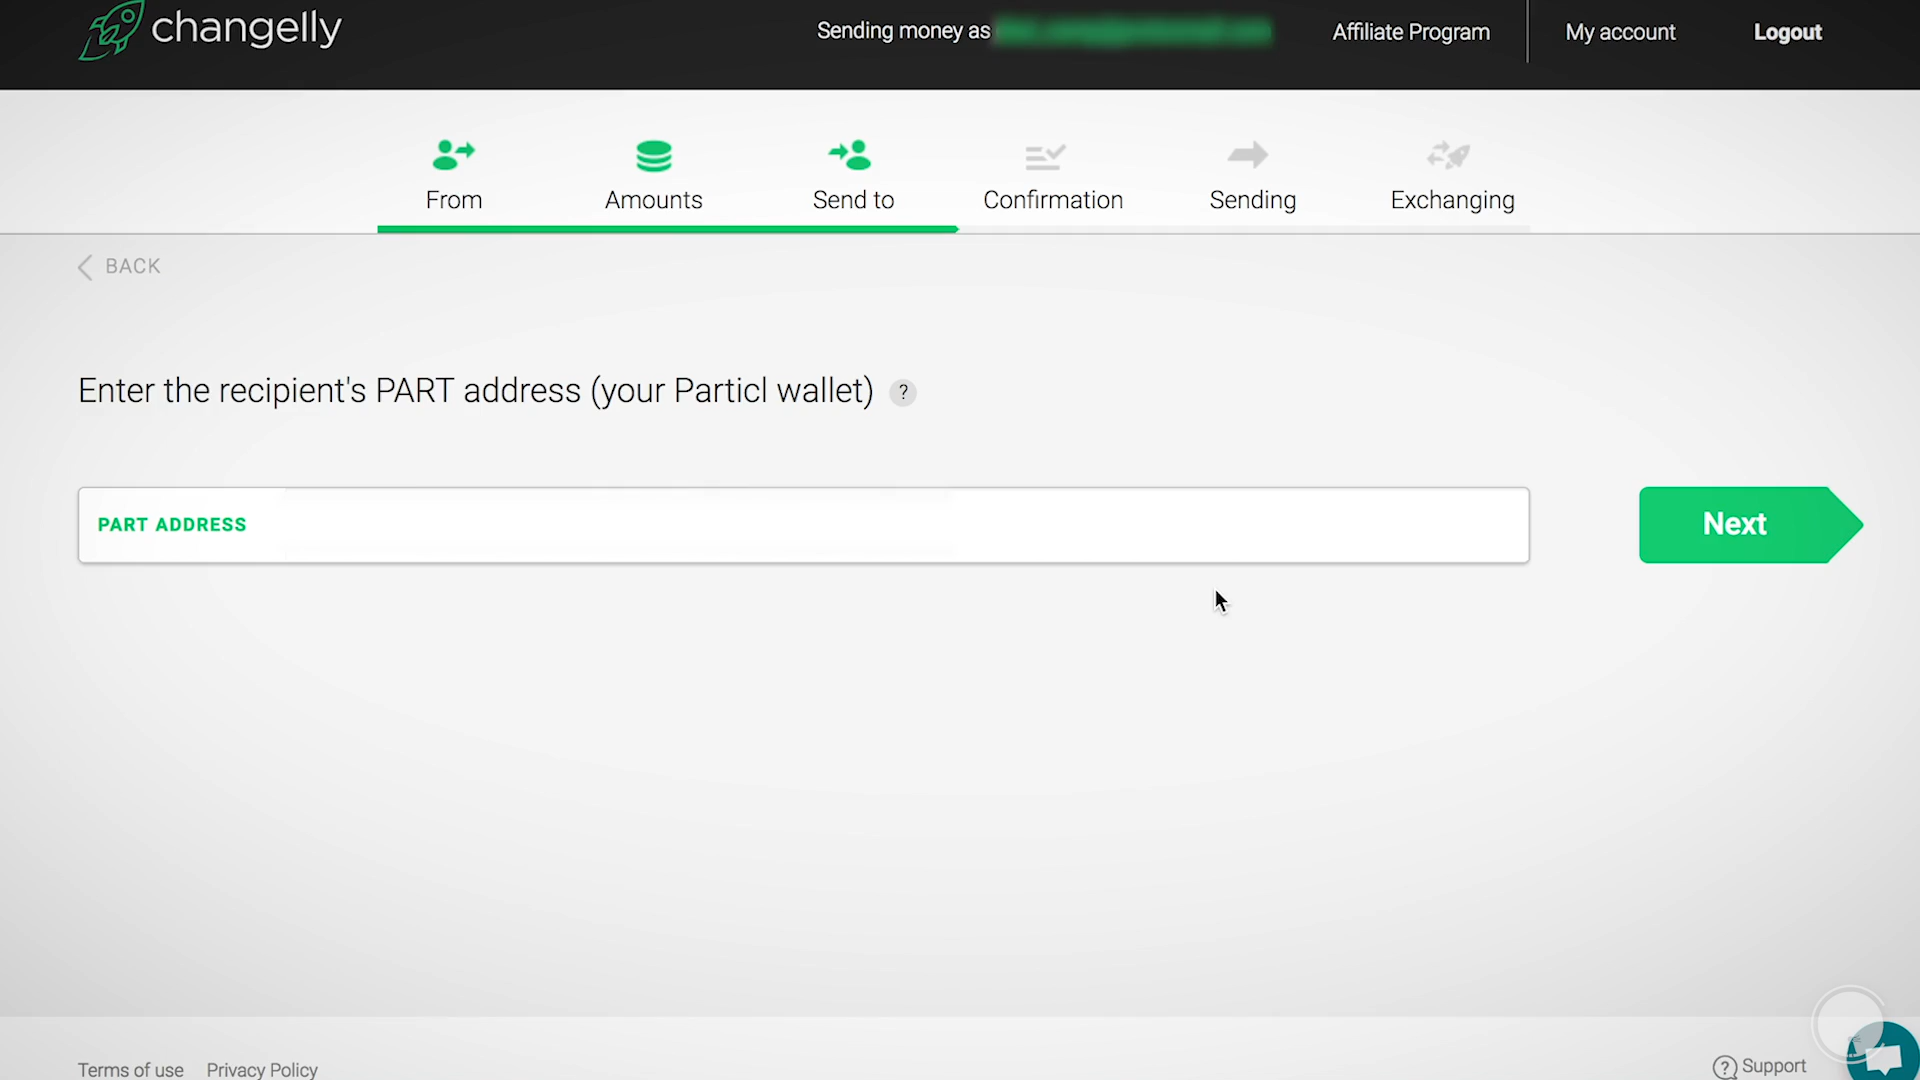 changelly
Sending money as
Affiliate Program
My account
Logout
From
Amounts
Send to
Confirmation
Sending
Exchanging
BACK
Enter the recipient's PART address (your Particl wallet) ?
PART ADDRESS
Next
Terms of use
Privacy Policy
? Support